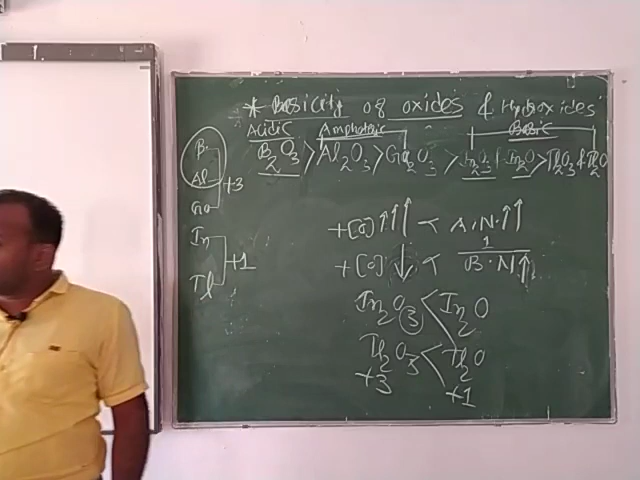 * Basicity of oxides & Hydroxides
Acidic Amphoteric Basic
B2O3 > Al2O3 > Ga2O3 > In2O3 & In2O > Tl2O3 & Tl2O
B
Al
Ga
+3
In
Tl
+1
+[O] ↑↑↑ < A.N. ↑↑
+[O] ↓ < 1/B.N ↑
In2O3 < In2O
Tl2O3 < Tl2O
+3 +1